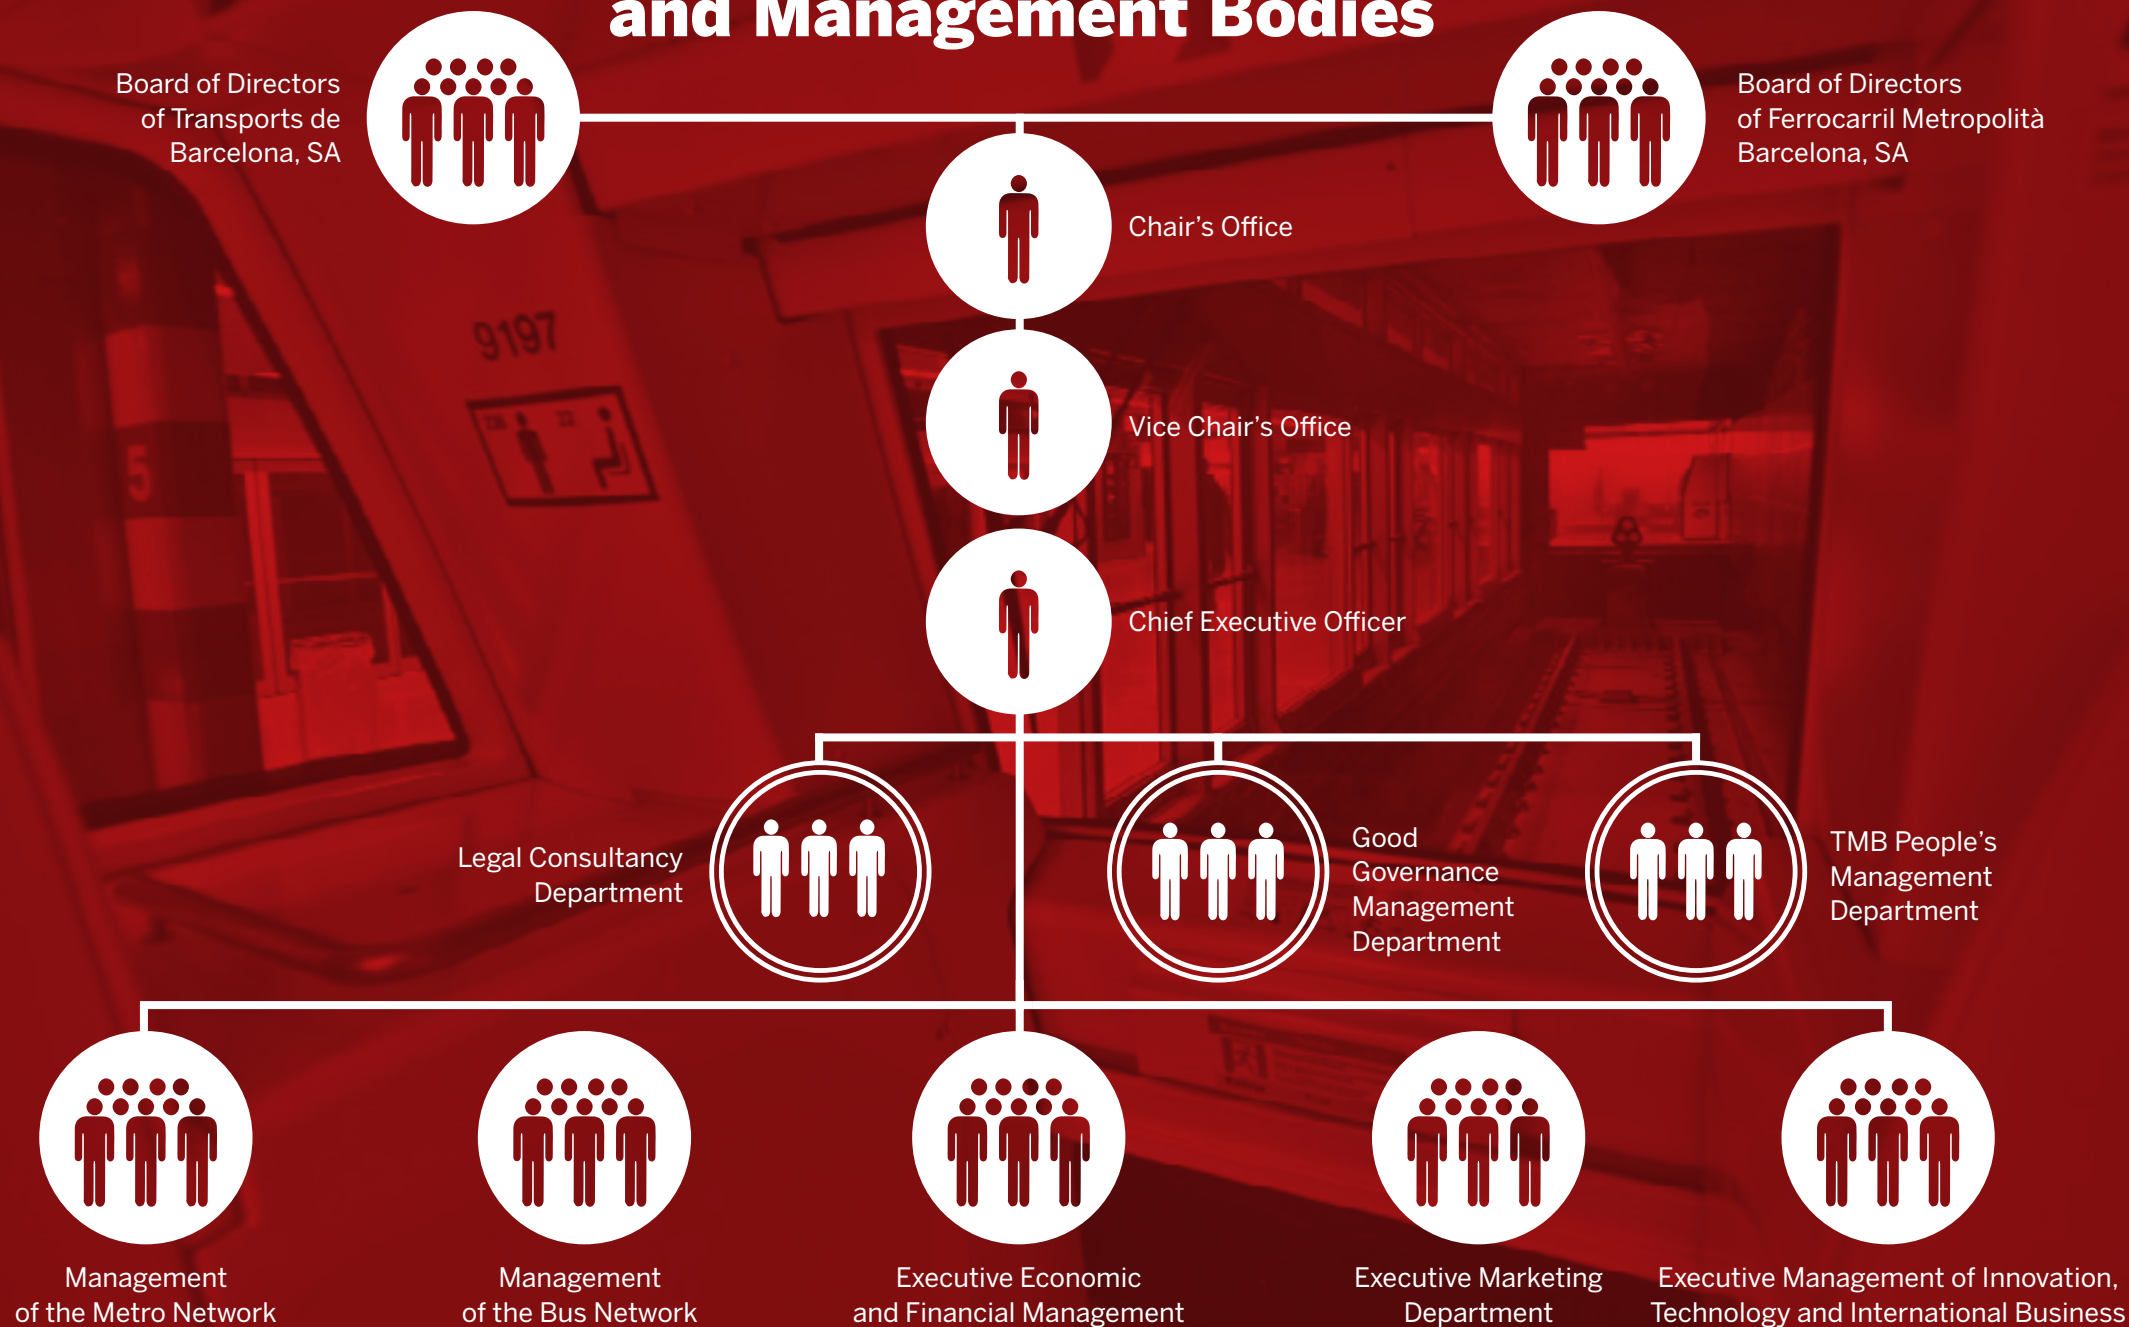 and Management Bodies
Board of Directors
of Transports de
Barcelona, SA
Board of Directors
of Ferrocarril Metropolità
Barcelona, SA
Chair’s Office
9197
Vice Chair’s Office
5
Chief Executive Officer
Legal Consultancy
Department
Good
Governance
Management
Department
TMB People’s
Management
Department
Management
of the Metro Network
Management
of the Bus Network
Executive Economic
and Financial Management
Executive Marketing
Department
Executive Management of Innovation,
Technology and International Business